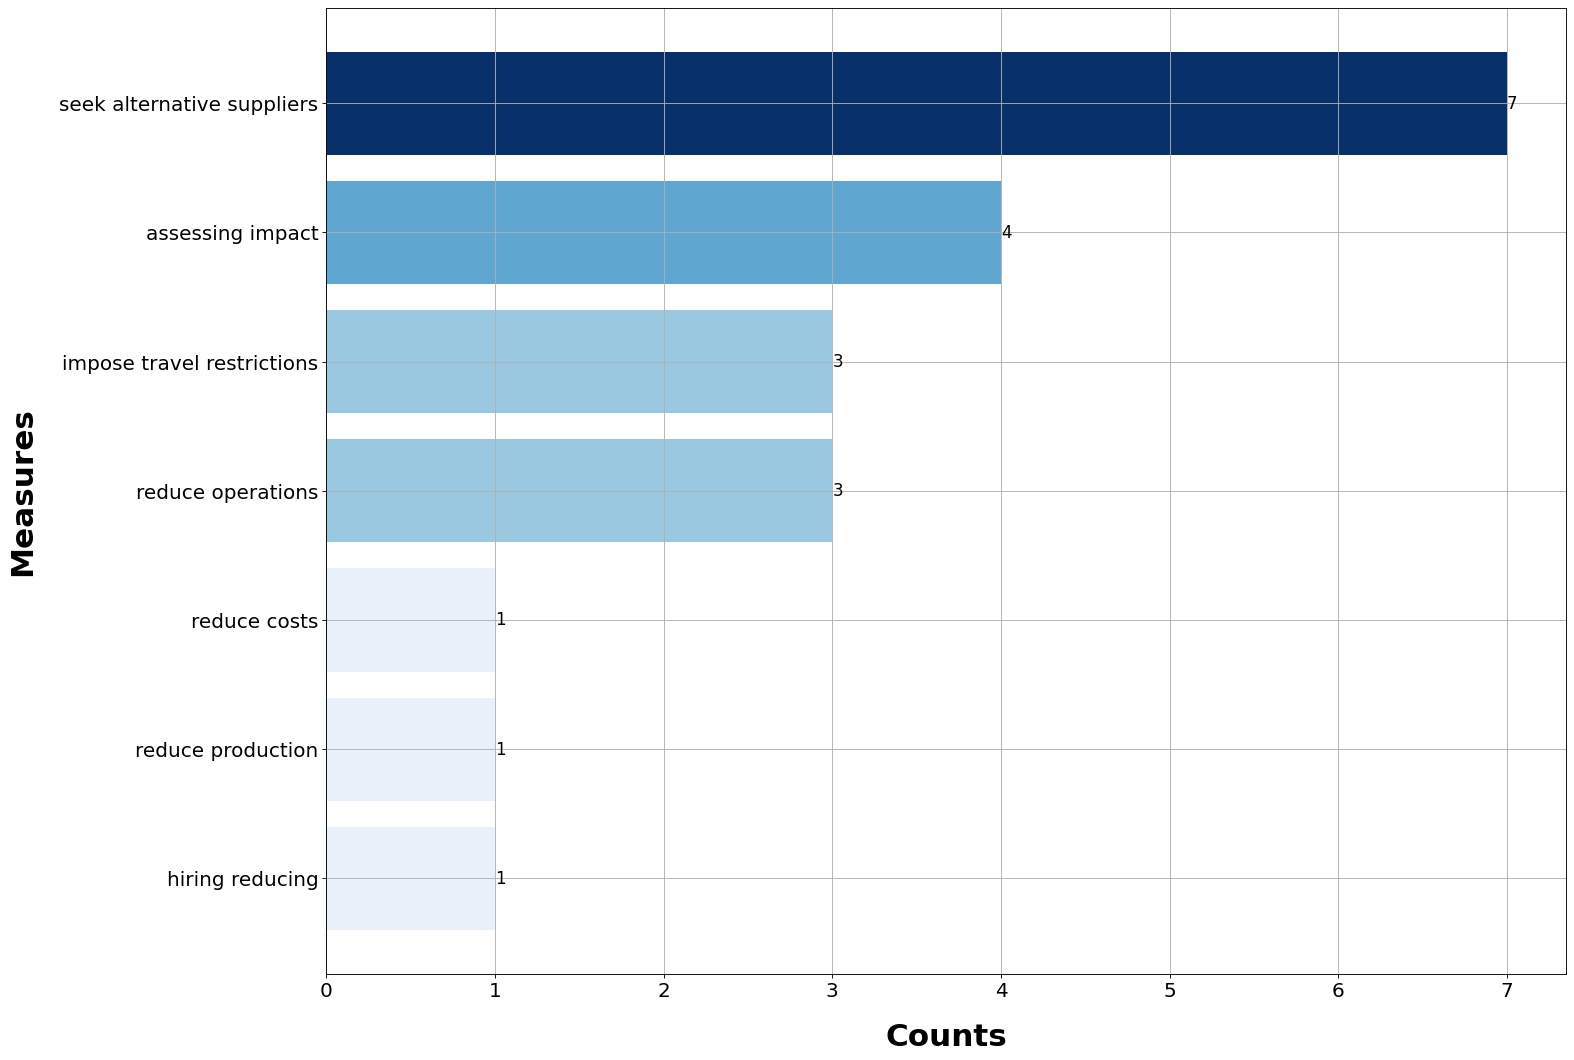 seek alternative suppliers
7
assessing impact
4
impose travel restrictions
3
reduce operations
3
reduce costs
1
reduce production
1
hiring reducing
1
Measures
0 1 2 3 4 5 6 7
Counts